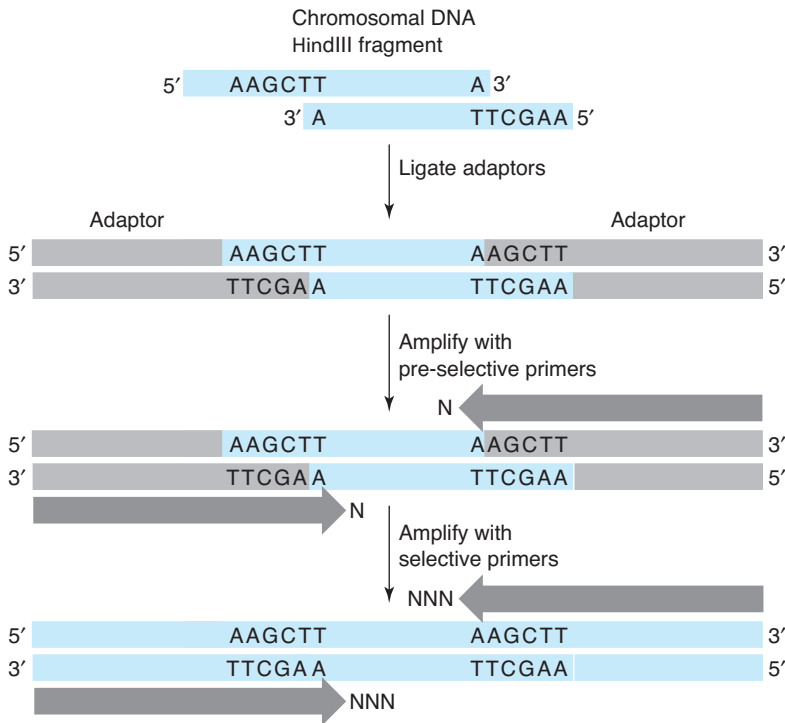 Chromosomal DNA
HindIII fragment
5′ AAGCTT A 3′
3′ A TTCGAA 5′
Ligate adaptors
Adaptor Adaptor
5′ AAGCTT AAGCTT 3′
3′ TTCGAA TTCGAA 5′
Amplify with
pre-selective primers
N
5′ AAGCTT AAGCTT 3′
3′ TTCGAA TTCGAA 5′
N
Amplify with
selective primers
NNN
5′ AAGCTT AAGCTT 3′
3′ TTCGAA TTCGAA 5′
NNN